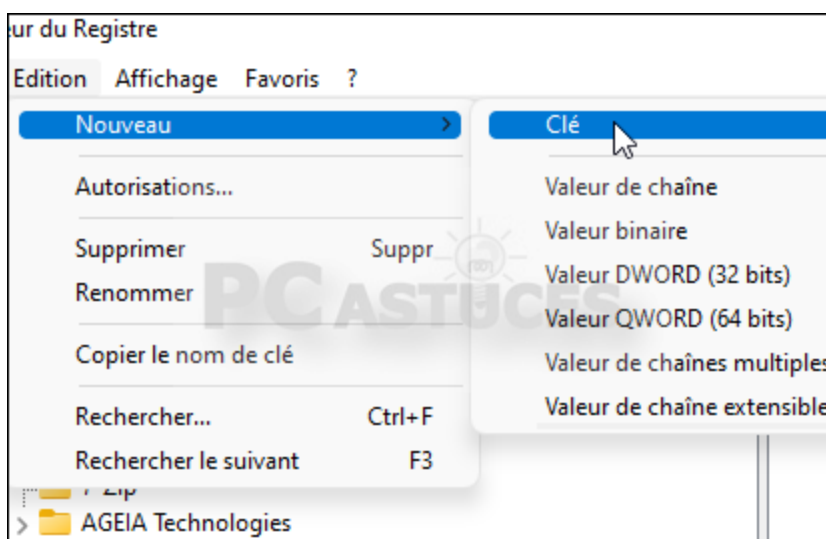 ur du Registre
Edition Affichage Favoris ?
Nouveau
Clé
Autorisations...
Valeur de chaîne
Valeur binaire
Supprimer Suppr
Valeur DWORD (32 bits)
Renommer
PC ASTUCES
Valeur QWORD (64 bits)
Copier le nom de clé
Valeur de chaînes multiples
Valeur de chaîne extensible
Rechercher... Ctrl+F
Rechercher le suivant F3
7-Zip
AGEIA Technologies